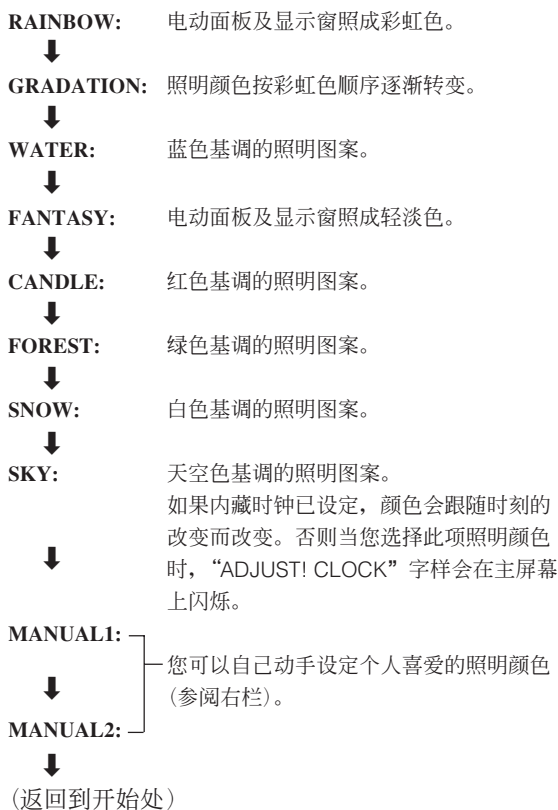 RAINBOW: 电动面板及显示窗照成彩虹色。
GRADATION: 照明颜色按彩虹色顺序逐渐转变。
WATER: 蓝色基调的照明图案。
FANTASY: 电动面板及显示窗照成轻淡色。
CANDLE: 红色基调的照明图案。
FOREST: 绿色基调的照明图案。
SNOW: 白色基调的照明图案。
SKY: 天空色基调的照明图案。
如果内藏时钟已设定，颜色会跟随时刻的
改变而改变。否则当您选择此项照明颜色
时，“ADJUST! CLOCK”字样会在主屏幕
上闪烁。
MANUAL1:
您可以自己动手设定个人喜爱的照明颜色
(参阅右栏)。
MANUAL2:
(返回到开始处)